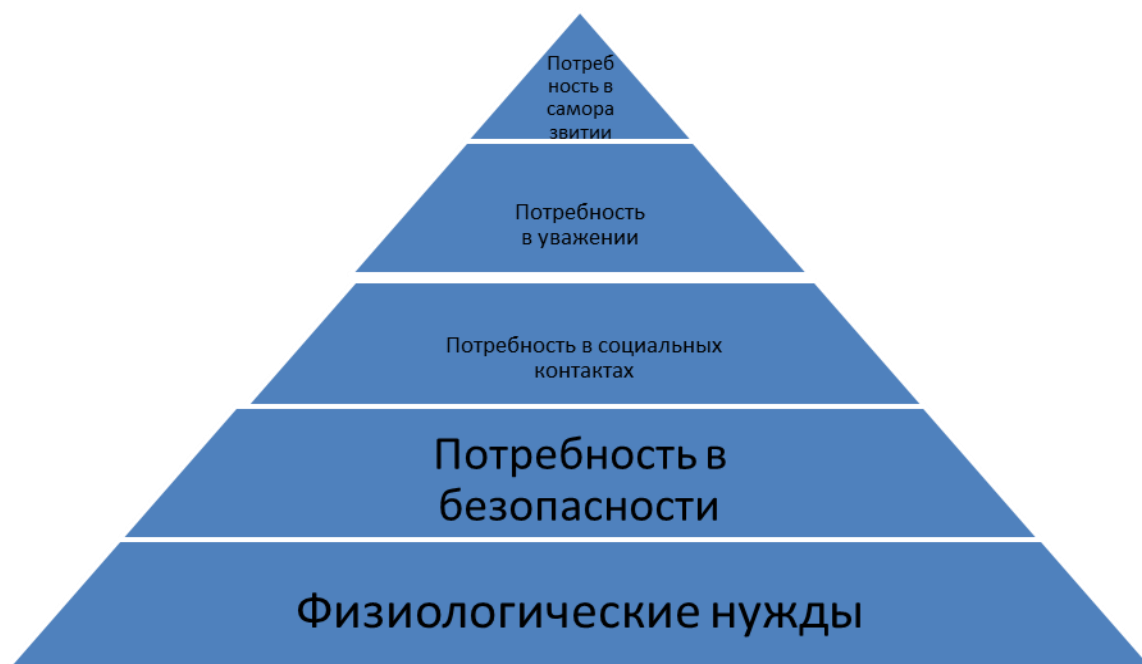 Потреб
ность в
самора
звитии
Потребность
в уважении
Потребность в социальных
контактах
Потребность в
безопасности
Физиологические нужды